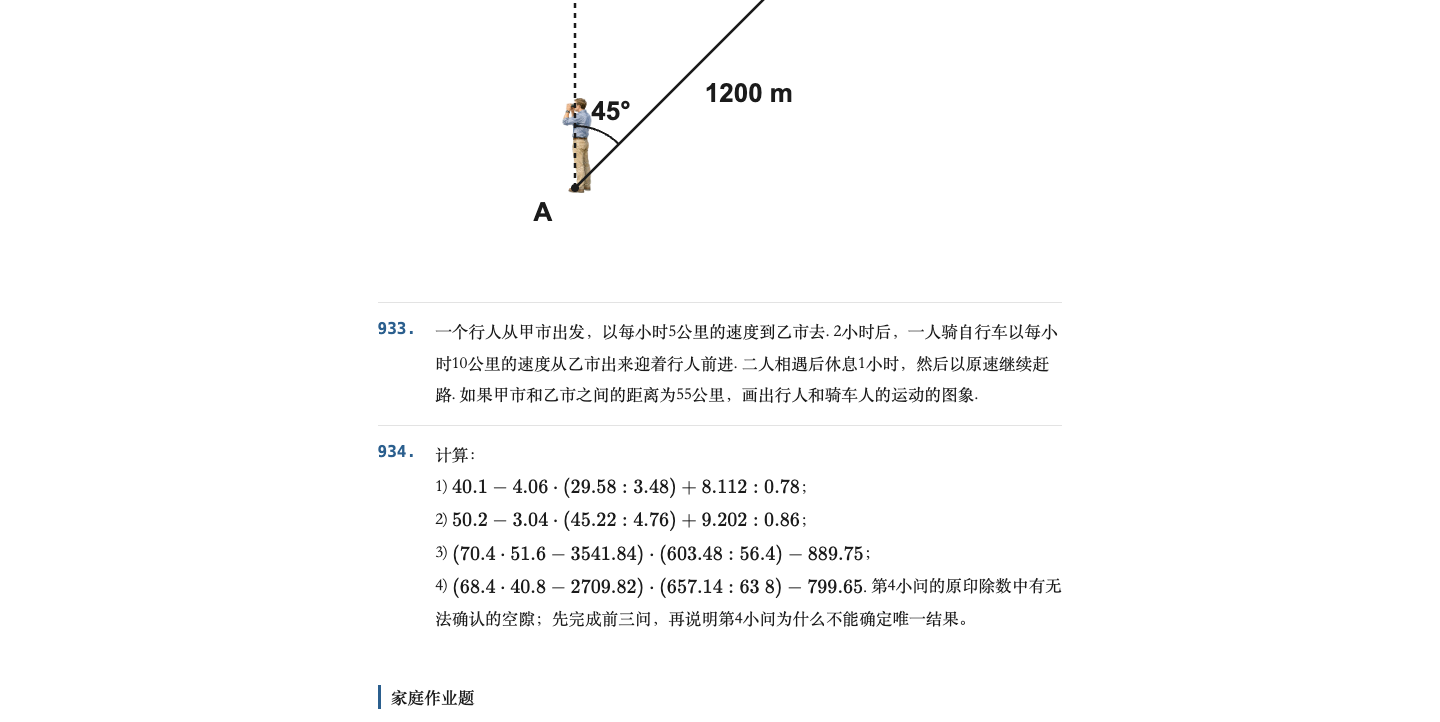 45°
1200 m
A
933. 一个行人从甲市出发，以每小时5公里的速度到乙市去. 2小时后，一人骑自行车以每小
时10公里的速度从乙市出来迎着行人前进. 二人相遇后休息1小时，然后以原速继续赶
路. 如果甲市和乙市之间的距离为55公里，画出行人和骑车人的运动的图象.
934. 计算：
1) 40.1 − 4.06 · (29.58 : 3.48) + 8.112 : 0.78；
2) 50.2 − 3.04 · (45.22 : 4.76) + 9.202 : 0.86；
3) (70.4 · 51.6 − 3541.84) · (603.48 : 56.4) − 889.75；
4) (68.4 · 40.8 − 2709.82) · (657.14 : 63 8) − 799.65. 第4小问的原印除数中有无
法确认的空隙；先完成前三问，再说明第4小问为什么不能确定唯一结果。
家庭作业题